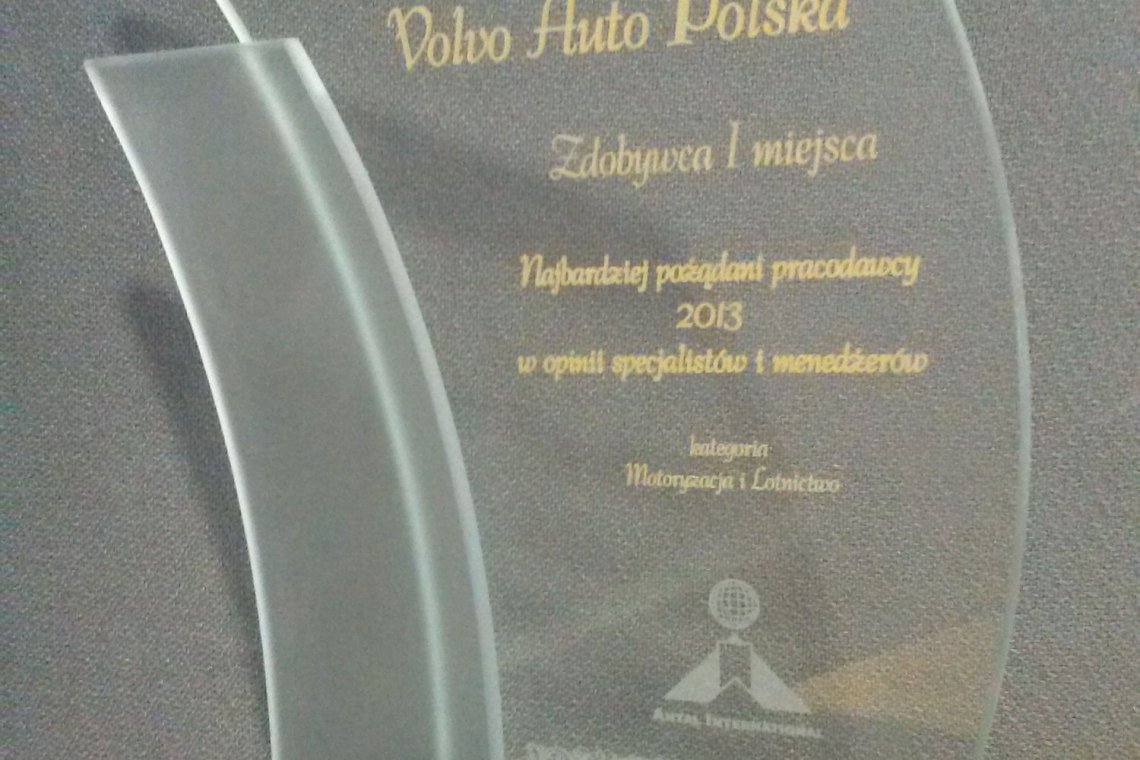 Volvo Auto Polska
Zdobywca I miejsca
Najbardziej pożądani pracodawcy
2013
w opinii specjalistów i menedżerów
kategoria
Motoryzacja i Lotnictwo
ANTAL INTERNATIONAL